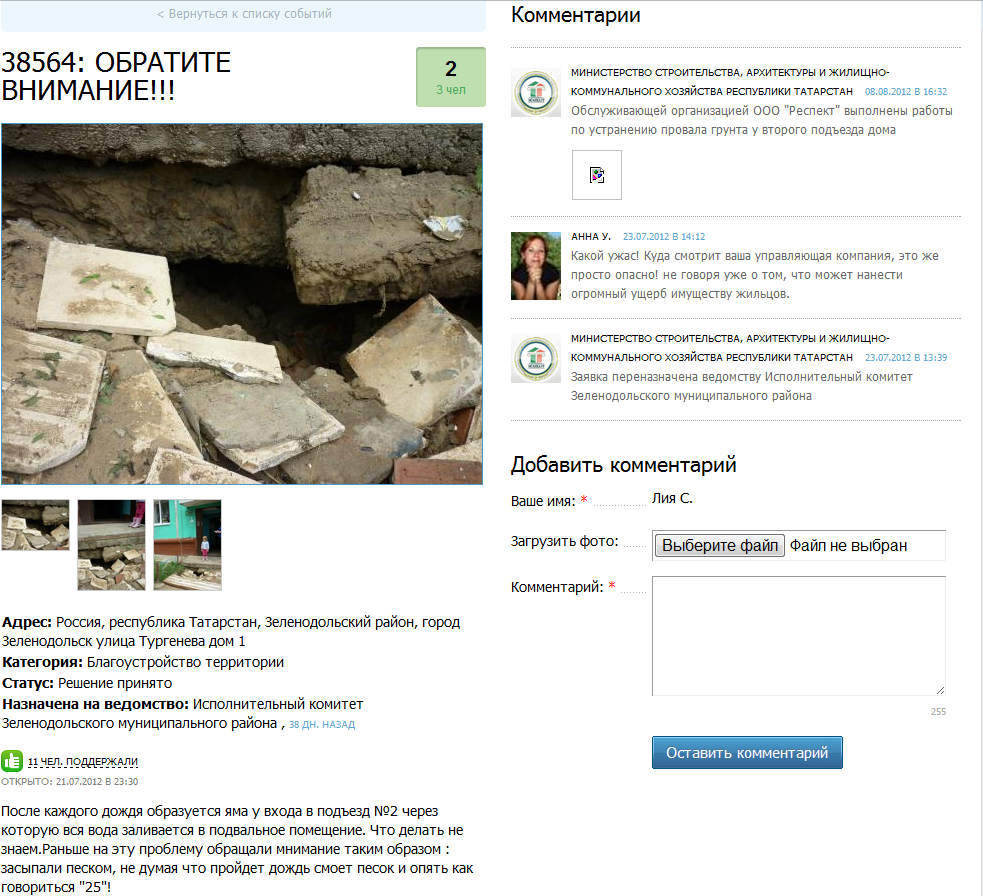 < Вернуться к списку событий
38564: ОБРАТИТЕ
ВНИМАНИЕ!!!
2
3 чел
Адрес: Россия, республика Татарстан, Зеленодольский район, город
Зеленодольск улица Тургенева дом 1
Категория: Благоустройство территории
Статус: Решение принято
Назначена на ведомство: Исполнительный комитет
Зеленодольского муниципального района , 38 ДН. НАЗАД
11 ЧЕЛ. ПОДДЕРЖАЛИ
ОТКРЫТО: 21.07.2012 В 23:30
После каждого дождя образуется яма у входа в подъезд №2 через
которую вся вода заливается в подвальное помещение. Что делать не
знаем.Раньше на эту проблему обращали мнимание таким образом :
засыпали песком, не думая что пройдет дождь смоет песок и опять как
говориться "25"!
Комментарии
МИНИСТЕРСТВО СТРОИТЕЛЬСТВА, АРХИТЕКТУРЫ И ЖИЛИЩНО-
КОММУНАЛЬНОГО ХОЗЯЙСТВА РЕСПУБЛИКИ ТАТАРСТАН 08.08.2012 В 16:32
Обслуживающей организацией ООО "Респект" выполнены работы
по устранению провала грунта у второго подъезда дома
АННА У. 23.07.2012 В 14:12
Какой ужас! Куда смотрит ваша управляющая компания, это же
просто опасно! не говоря уже о том, что может нанести
огромный ущерб имуществу жильцов.
МИНИСТЕРСТВО СТРОИТЕЛЬСТВА, АРХИТЕКТУРЫ И ЖИЛИЩНО-
КОММУНАЛЬНОГО ХОЗЯЙСТВА РЕСПУБЛИКИ ТАТАРСТАН 23.07.2012 В 13:39
Заявка переназначена ведомству Исполнительный комитет
Зеленодольского муниципального района
Добавить комментарий
Ваше имя: * Лия С.
Загрузить фото: Выберите файл Файл не выбран
Комментарий: *
255
Оставить комментарий